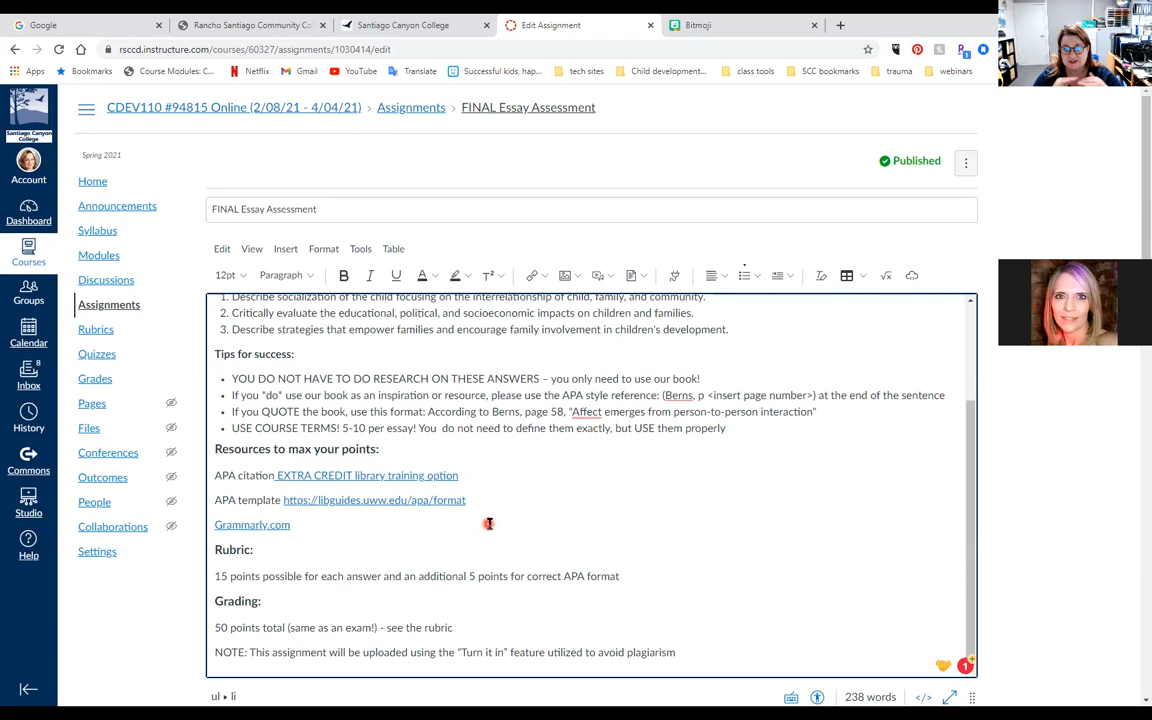 Google
Rancho Santiago Community Co
Santiago Canyon College
Edit Assignment
Bitmoji
rsccd.instructure.com/courses/60327/assignments/1030414/edit
Apps
Bookmarks
Course Modules: C...
Netflix
Gmail
YouTube
Translate
Successful kids, hap...
tech sites
Child development...
class tools
SCC bookmarks
trauma
webinars
Santiago Canyon College
Account
Dashboard
Courses
Groups
Calendar
8
Inbox
History
Commons
Studio
Help
CDEV110 #94815 Online (2/08/21 - 4/04/21) › Assignments › FINAL Essay Assessment
Spring 2021
Home
Announcements
Syllabus
Modules
Discussions
Assignments
Rubrics
Quizzes
Grades
Pages
Files
Conferences
Outcomes
People
Collaborations
Settings
Published
FINAL Essay Assessment
Edit View Insert Format Tools Table
12pt Paragraph B I U A T²
1. Describe socialization of the child focusing on the interrelationship of child, family, and community.
2. Critically evaluate the educational, political, and socioeconomic impacts on children and families.
3. Describe strategies that empower families and encourage family involvement in children's development.
Tips for success:
• YOU DO NOT HAVE TO DO RESEARCH ON THESE ANSWERS – you only need to use our book!
• If you *do* use our book as an inspiration or resource, please use the APA style reference: (Berns, p <insert page number>) at the end of the sentence
• If you QUOTE the book, use this format: According to Berns, page 58, "Affect emerges from person-to-person interaction"
• USE COURSE TERMS! 5-10 per essay! You do not need to define them exactly, but USE them properly
Resources to max your points:
APA citation EXTRA CREDIT library training option
APA template https://libguides.uww.edu/apa/format
Grammarly.com
Rubric:
15 points possible for each answer and an additional 5 points for correct APA format
Grading:
50 points total (same as an exam!) - see the rubric
NOTE: This assignment will be uploaded using the "Turn it in" feature utilized to avoid plagiarism
1
ul › li
238 words
</>